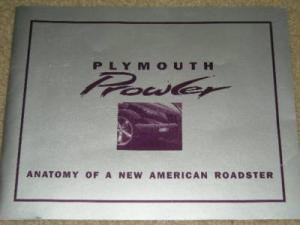 PLYMOUTH
Prowler
ANATOMY OF A NEW AMERICAN ROADSTER